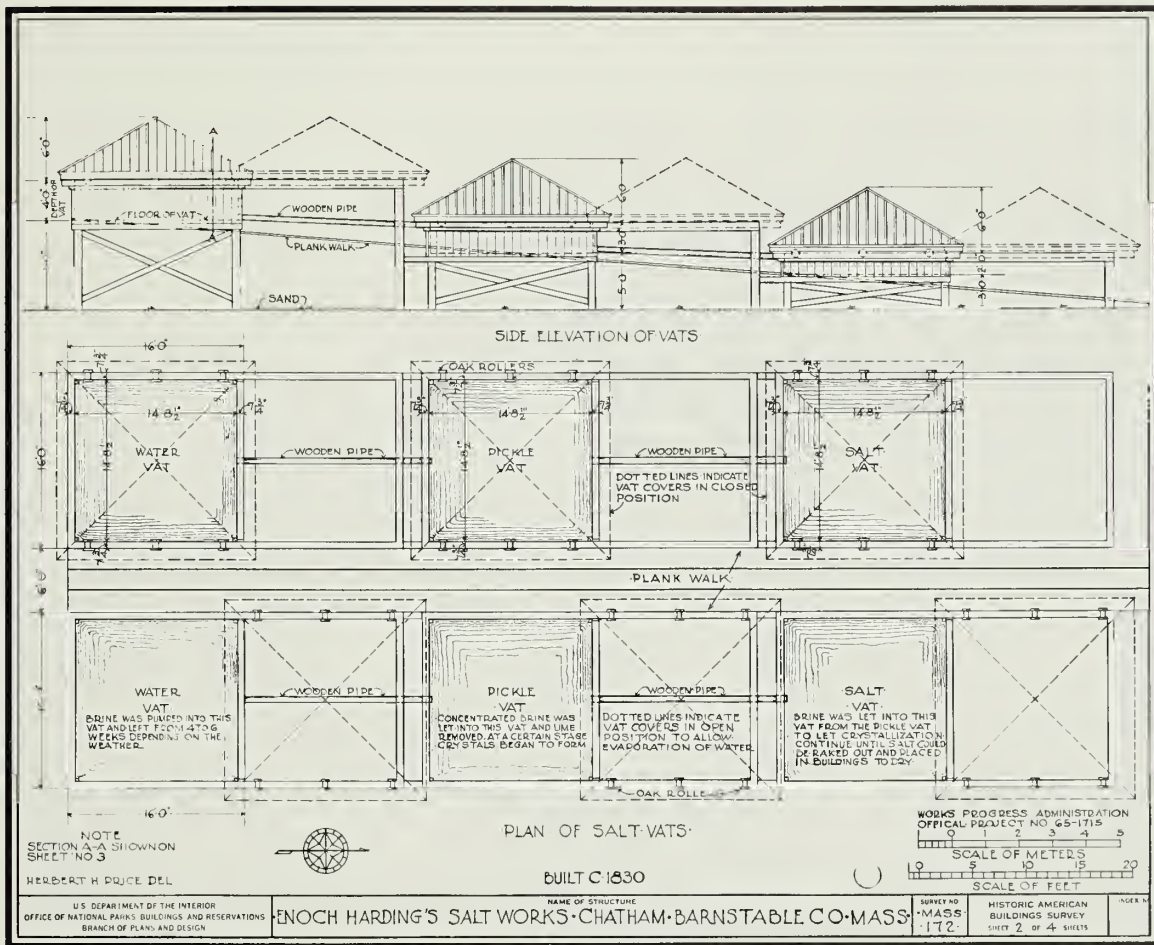 A
6'-0"
4'-0"
DEPTH OF
VAT
FLOOR OF VAT
A
WOODEN PIPE
PLANK WALK
SAND
6'-0"
3'-0"
5'-0"
6'-0"
2'-0"
3'-0"
SIDE ELEVATION OF VATS
16'-0"
OAK ROLLERS
14'-8½"
14'-8½"
14'-8½"
14'-8½"
14'-8½"
14'-8½"
16'-0"
WATER
VAT
WOODEN PIPE
PICKLE
VAT
WOODEN PIPE
SALT
VAT
DOTTED LINES INDICATE
VAT COVERS IN CLOSED
POSITION
6'-0"
PLANK WALK
WATER
VAT
BRINE WAS PUMPED INTO THIS
VAT AND LEFT FROM 4 TO 6
WEEKS DEPENDING ON THE
WEATHER
WOODEN PIPE
PICKLE
VAT
CONCENTRATED BRINE WAS
LET INTO THIS VAT AND LIME
REMOVED. AT A CERTAIN STAGE
CRYSTALS BEGAN TO FORM
WOODEN PIPE
DOTTED LINES INDICATE
VAT COVERS IN OPEN
POSITION TO ALLOW
EVAPORATION OF WATER
SALT
VAT
BRINE WAS LET INTO THIS
VAT FROM THE PICKLE VAT
TO LET CRYSTALLIZATION
CONTINUE UNTIL SALT COULD
BE RAKED OUT AND PLACED
IN BUILDINGS TO DRY
OAK ROLLE
16'-0"
NOTE
SECTION A-A SHOWN ON
SHEET NO 3
HERBERT H PRICE DEL
PLAN OF SALT VATS
BUILT C·1830
WORKS PROGRESS ADMINISTRATION
OFFICAL PROJECT NO 65-1715
0 1 2 3 4 5
SCALE OF METERS
0 5 10 15 20
SCALE OF FEET
U.S. DEPARTMENT OF THE INTERIOR
OFFICE OF NATIONAL PARKS BUILDINGS AND RESERVATIONS
BRANCH OF PLANS AND DESIGN
NAME OF STRUCTURE
·ENOCH HARDING'S SALT WORKS·CHATHAM·BARNSTABLE CO·MASS·
SURVEY NO
·MASS·
·172·
HISTORIC AMERICAN
BUILDINGS SURVEY
SHEET 2 OF 4 SHEETS